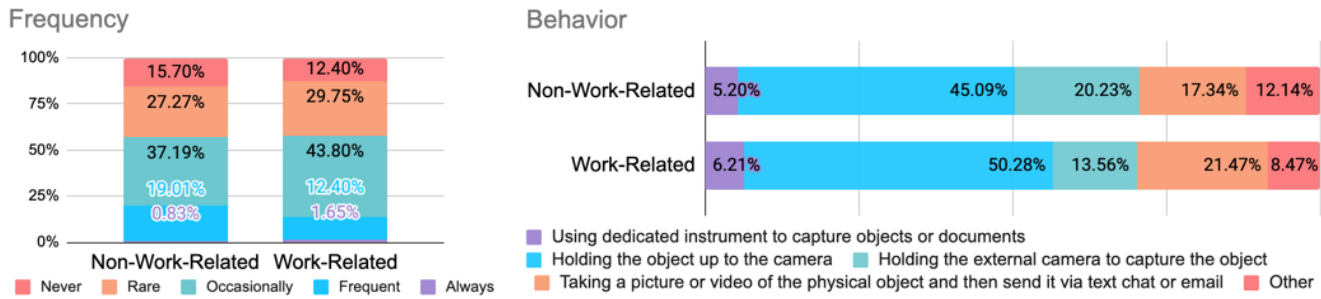 Frequency
100%
75%
50%
25%
0%
15.70%
27.27%
37.19%
19.01%
0.83%
12.40%
29.75%
43.80%
12.40%
1.65%
Non-Work-Related
Work-Related
Never Rare Occasionally Frequent Always
Behavior
Non-Work-Related
5.20% 45.09% 20.23% 17.34% 12.14%
Work-Related
6.21% 50.28% 13.56% 21.47% 8.47%
Using dedicated instrument to capture objects or documents
Holding the object up to the camera Holding the external camera to capture the object
Taking a picture or video of the physical object and then send it via text chat or email Other